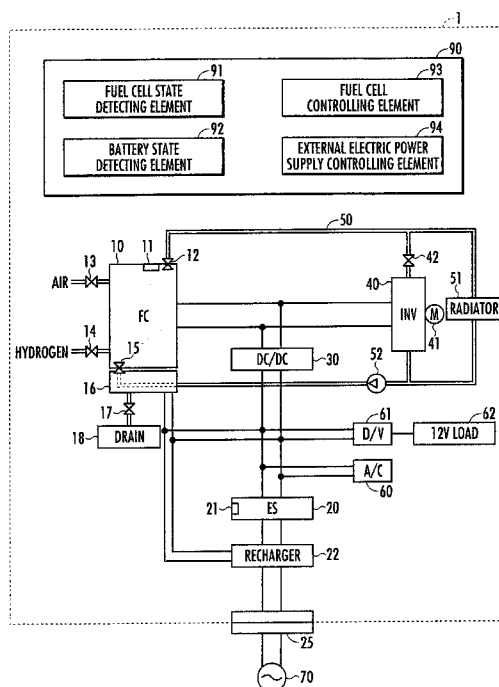 1
90
91
FUEL CELL STATE
DETECTING ELEMENT
93
FUEL CELL
CONTROLLING ELEMENT
92
BATTERY STATE
DETECTING ELEMENT
94
EXTERNAL ELECTRIC POWER
SUPPLY CONTROLLING ELEMENT
50
10
11
12
13
AIR
42
40
51
FC
INV
M
RADIATOR
41
14
HYDROGEN
15
DC/DC
30
52
16
17
61
62
18
DRAIN
D/V
12V LOAD
A/C
60
21
ES
20
RECHARGER
22
25
70